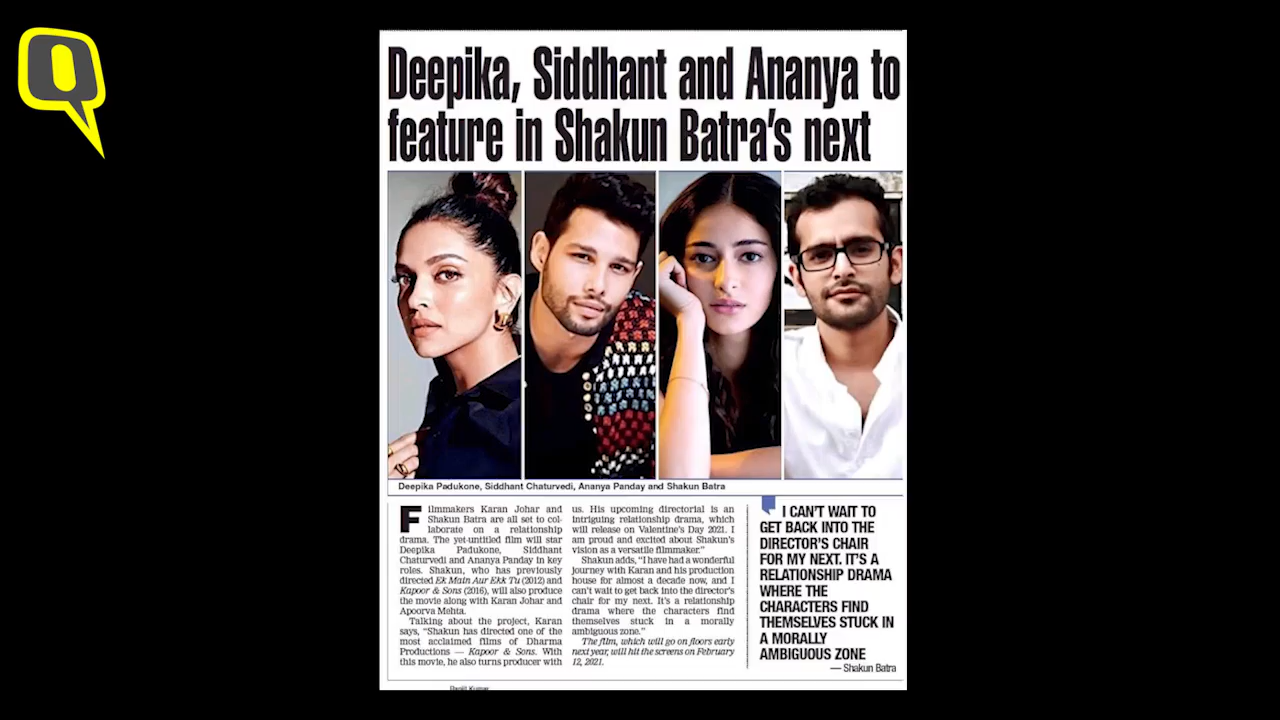 Deepika, Siddhant and Ananya to
feature in Shakun Batra's next
Deepika Padukone, Siddhant Chaturvedi, Ananya Panday and Shakun Batra
Filmmakers Karan Johar and
Shakun Batra are all set to col-
laborate on a relationship
drama. The yet-untitled film will star
Deepika Padukone, Siddhant
Chaturvedi and Ananya Panday in key
roles. Shakun, who has previously
directed Ek Main Aur Ekk Tu (2012) and
Kapoor & Sons (2016), will also produce
the movie along with Karan Johar and
Apoorva Mehta.
Talking about the project, Karan
says, “Shakun has directed one of the
most acclaimed films of Dharma
Productions — Kapoor & Sons. With
this movie, he also turns producer with
us. His upcoming directorial is an
intriguing relationship drama, which
will release on Valentine's Day 2021. I
am proud and excited about Shakun's
vision as a versatile filmmaker.”
Shakun adds, “I have had a wonderful
journey with Karan and his production
house for almost a decade now, and I
can't wait to get back into the director's
chair for my next. It's a relationship
drama where the characters find
themselves stuck in a morally
ambiguous zone.”
The film, which will go on floors early
next year, will hit the screens on February
12, 2021.
I CAN'T WAIT TO
GET BACK INTO THE
DIRECTOR'S CHAIR
FOR MY NEXT. IT'S A
RELATIONSHIP DRAMA
WHERE THE
CHARACTERS FIND
THEMSELVES STUCK IN
A MORALLY
AMBIGUOUS ZONE
— Shakun Batra